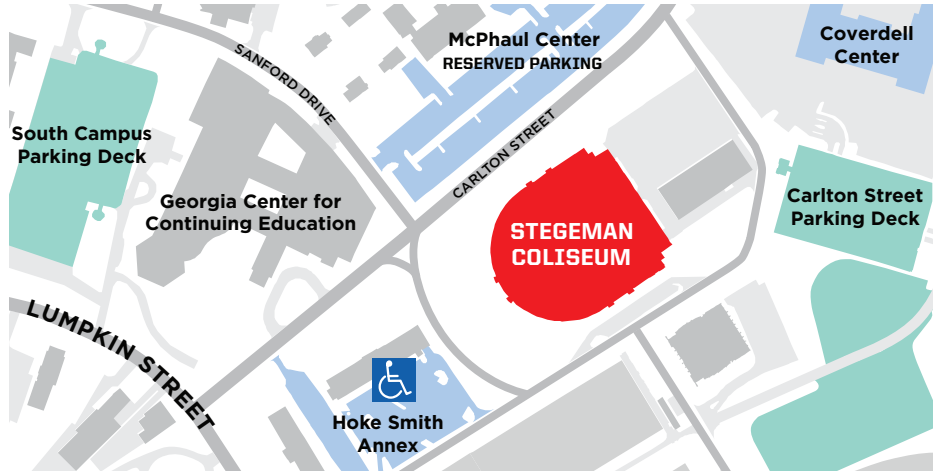 McPhaul Center
RESERVED PARKING
Coverdell
Center
SANFORD DRIVE
South Campus
Parking Deck
CARLTON STREET
Georgia Center for
Continuing Education
Carlton Street
Parking Deck
STEGEMAN
COLISEUM
LUMPKIN STREET
Hoke Smith
Annex